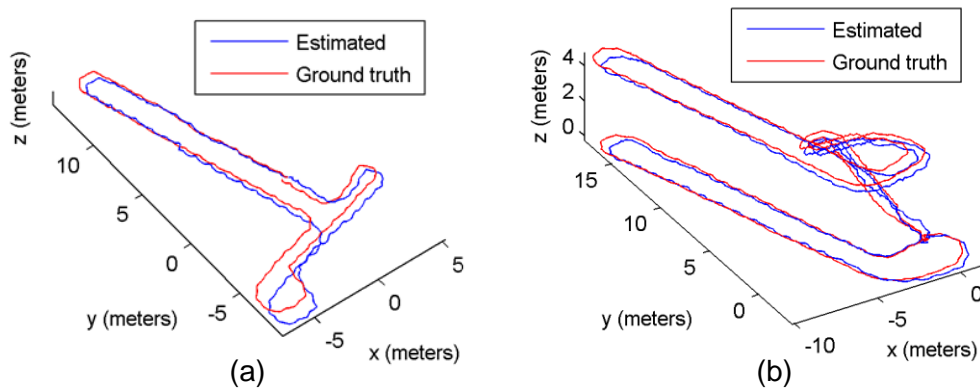 Estimated
Ground truth
z (meters)
10
5
0
-5
y (meters)
-5
0
5
x (meters)
(a)
Estimated
Ground truth
4
2
0
z (meters)
15
10
5
0
y (meters)
-10
-5
0
x (meters)
(b)